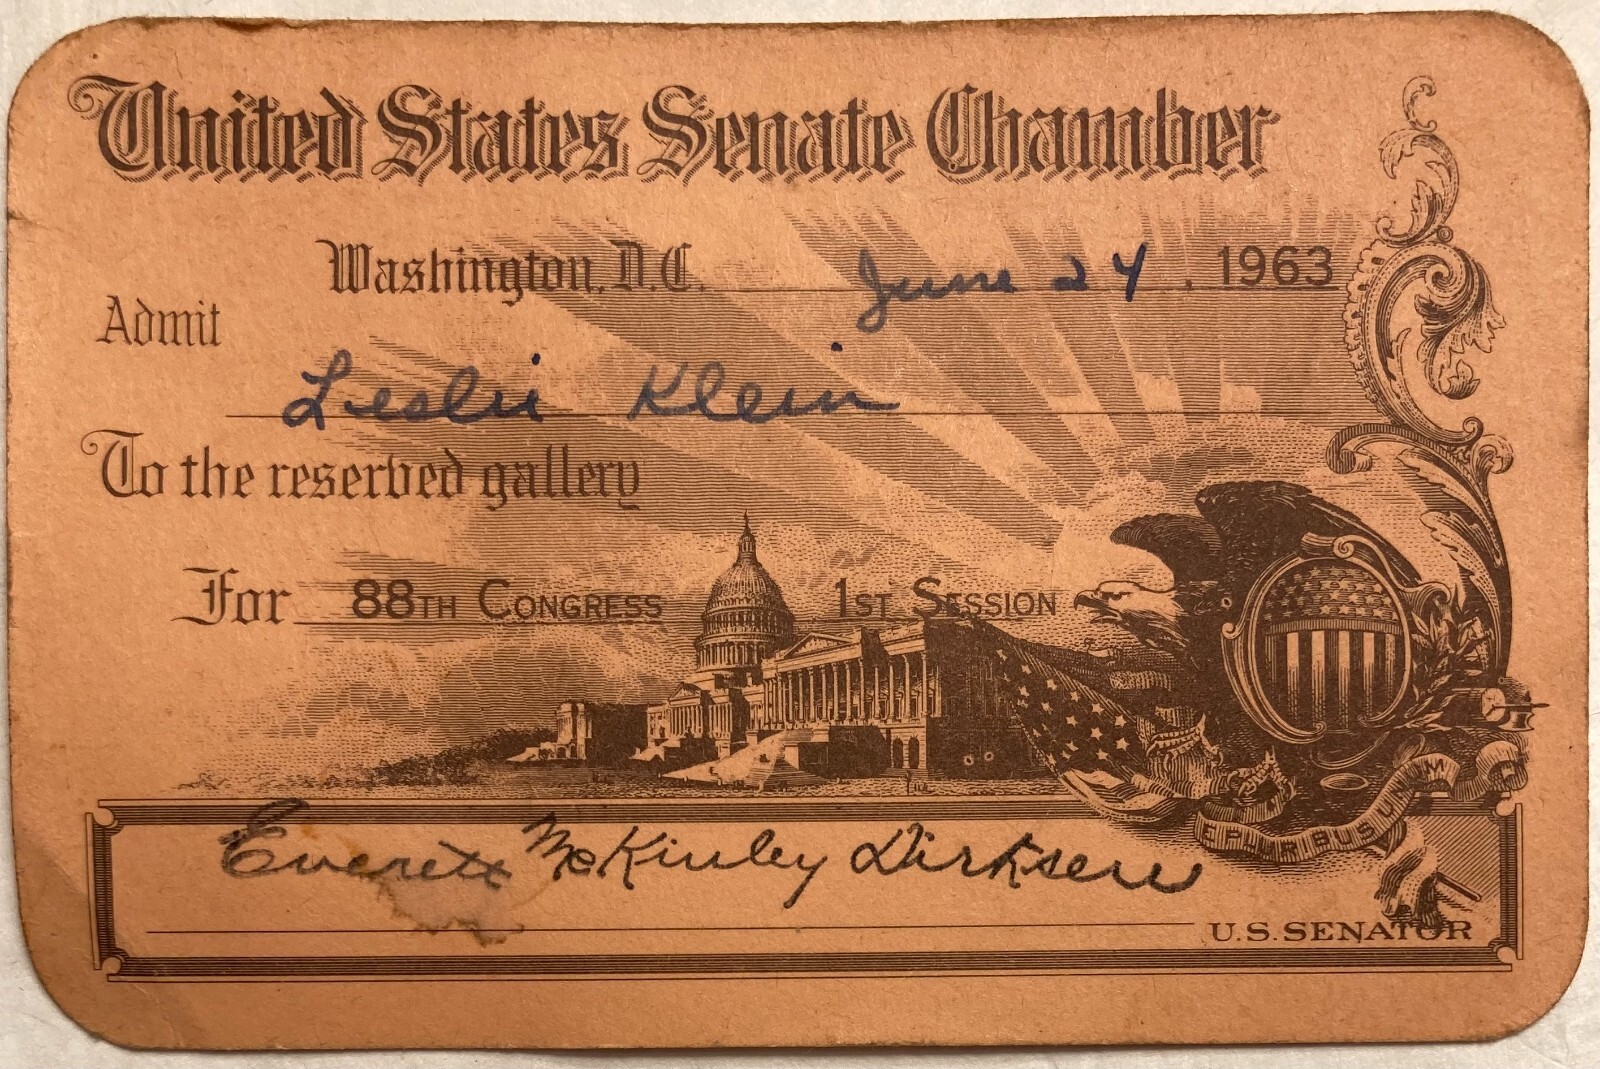 United States Senate Chamber
Washington, D.C. June 24, 1963
Admit
Leslie Klein
To the reserved gallery
For 88TH CONGRESS 1ST SESSION
E PLURIBUS UNUM
Everett McKinley Dirksen
U.S. SENATOR